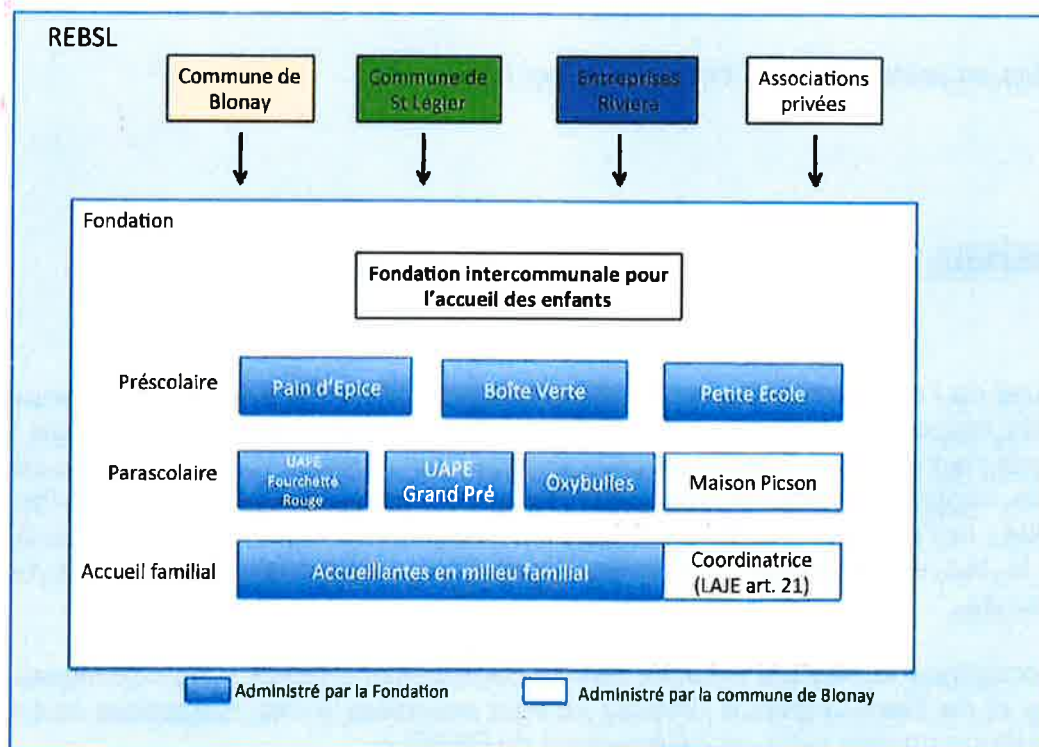 REBSL
Commune de
Blonay
Commune de
St Légier
Entreprises
Riviera
Associations
privées
Fondation
Fondation intercommunale pour
l'accueil des enfants
Préscolaire
Pain d'Epice
Boîte Verte
Petite Ecole
Parascolaire
UAPE
Fourchette
Rouge
UAPE
Grand Pré
Oxybulles
Maison Picson
Accueil familial
Accueillantes en milieu familial
Coordinatrice
(LAJE art. 21)
Administré par la Fondation
Administré par la commune de Blonay